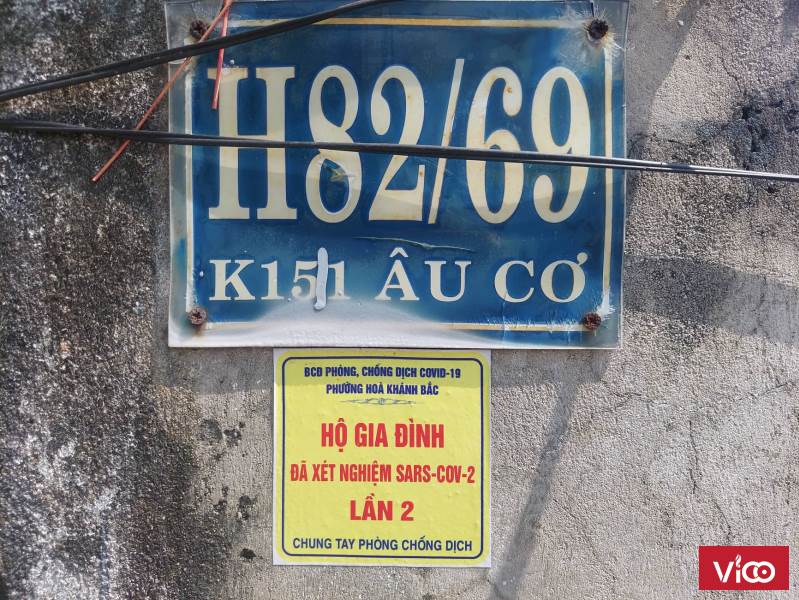 H82/69
K151 ÂU CƠ
BCĐ PHÒNG, CHỐNG DỊCH COVID-19
PHƯỜNG HOÀ KHÁNH BẮC
HỘ GIA ĐÌNH
ĐÃ XÉT NGHIỆM SARS-COV-2
LẦN 2
CHUNG TAY PHÒNG CHỐNG DỊCH
VICO